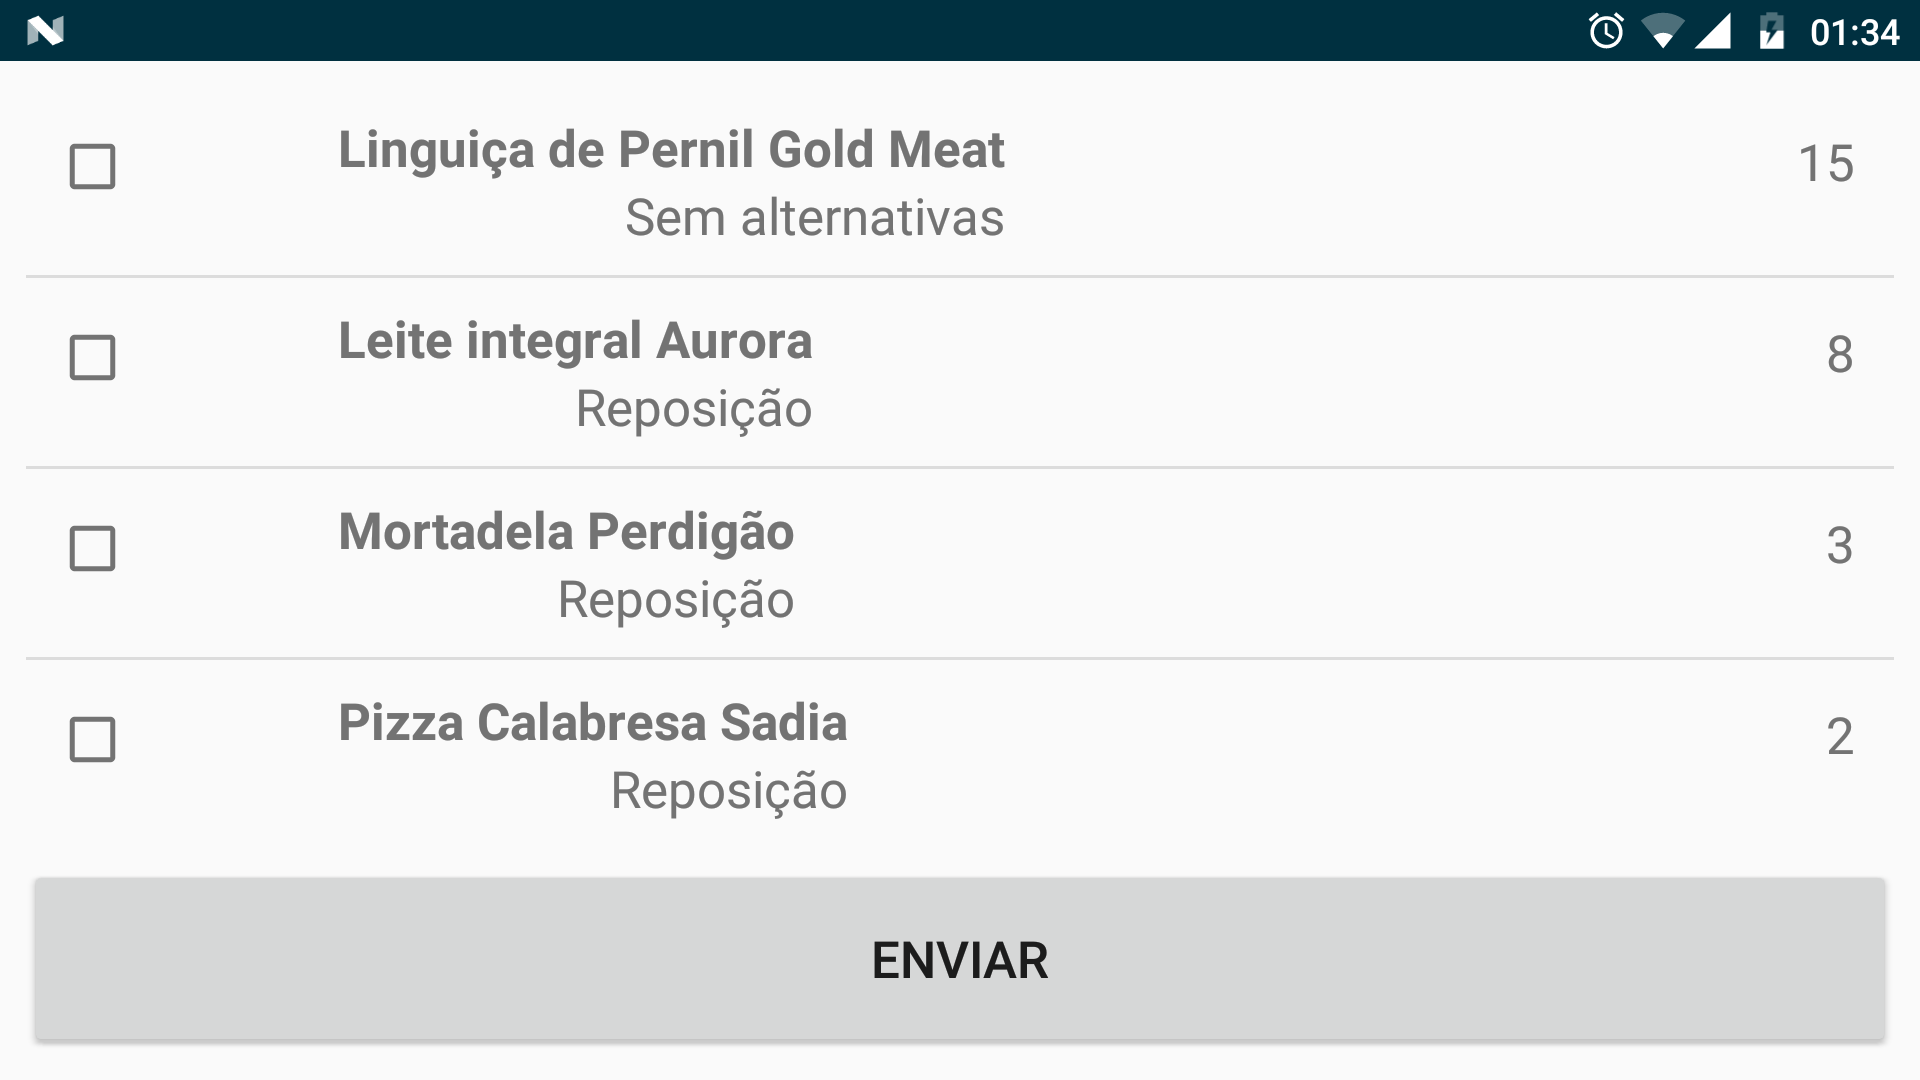 01:34
Linguiça de Pernil Gold Meat
15
Sem alternativas
Leite integral Aurora
8
Reposição
Mortadela Perdigão
3
Reposição
Pizza Calabresa Sadia
2
Reposição
ENVIAR